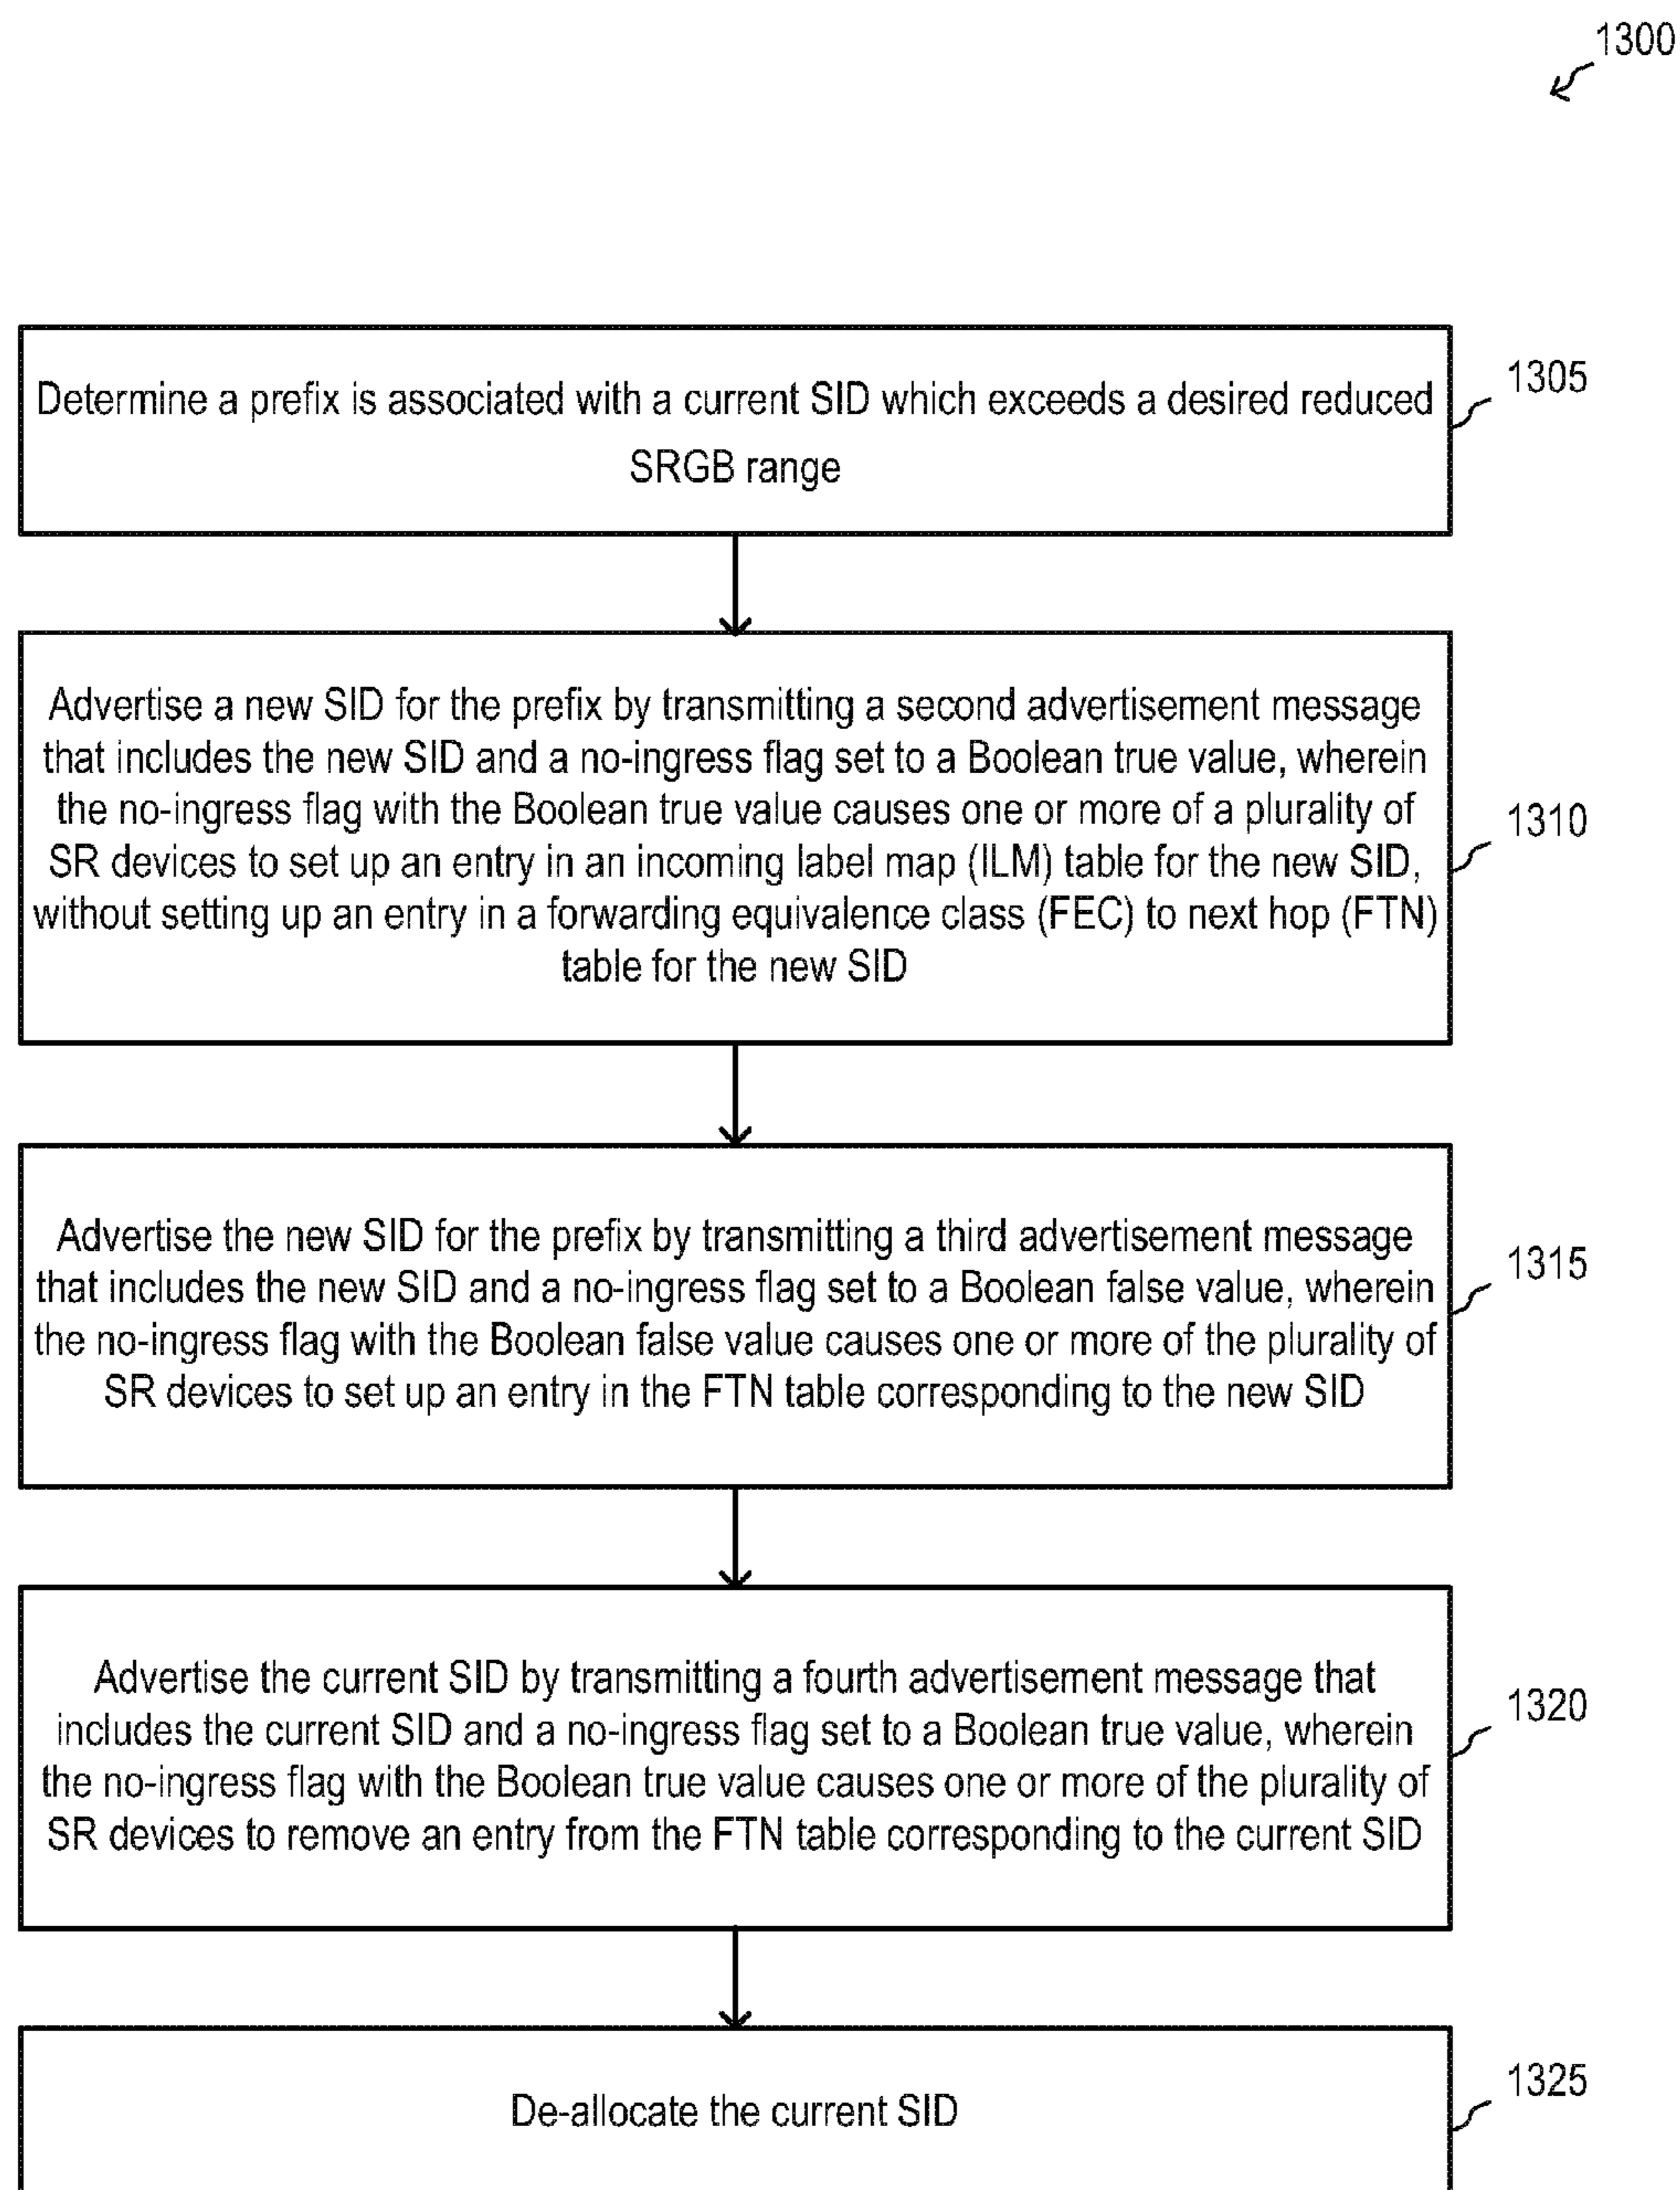 1300
Determine a prefix is associated with a current SID which exceeds a desired reduced
SRGB range
1305
Advertise a new SID for the prefix by transmitting a second advertisement message
that includes the new SID and a no-ingress flag set to a Boolean true value, wherein
the no-ingress flag with the Boolean true value causes one or more of a plurality of
SR devices to set up an entry in an incoming label map (ILM) table for the new SID,
without setting up an entry in a forwarding equivalence class (FEC) to next hop (FTN)
table for the new SID
1310
Advertise the new SID for the prefix by transmitting a third advertisement message
that includes the new SID and a no-ingress flag set to a Boolean false value, wherein
the no-ingress flag with the Boolean false value causes one or more of the plurality of
SR devices to set up an entry in the FTN table corresponding to the new SID
1315
Advertise the current SID by transmitting a fourth advertisement message that
includes the current SID and a no-ingress flag set to a Boolean true value, wherein
the no-ingress flag with the Boolean true value causes one or more of the plurality of
SR devices to remove an entry from the FTN table corresponding to the current SID
1320
De-allocate the current SID
1325